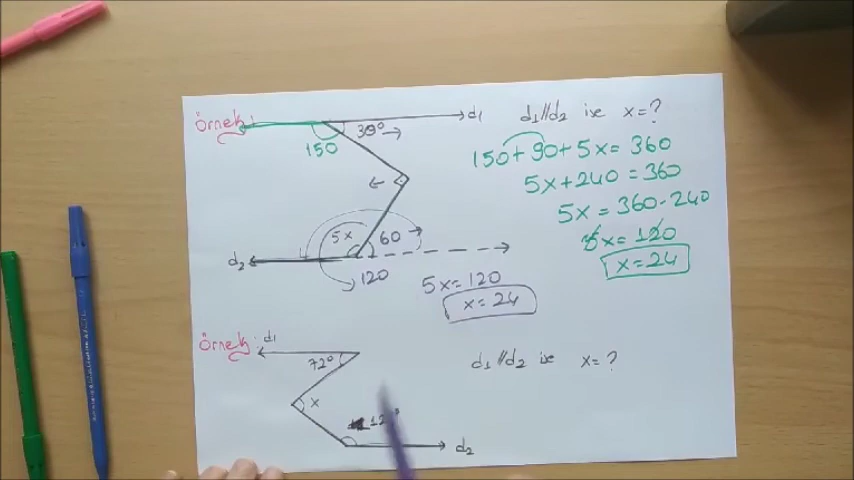 Örnek:
d1
d1//d2 ise x=?
30°
150
150+90+5x=360
5x+240=360
5x=360-240
5x=120
x=24
5x
60
d2
120
5x=120
x=24
Örnek:
d1
72°
d1//d2 ise x=?
x
d2